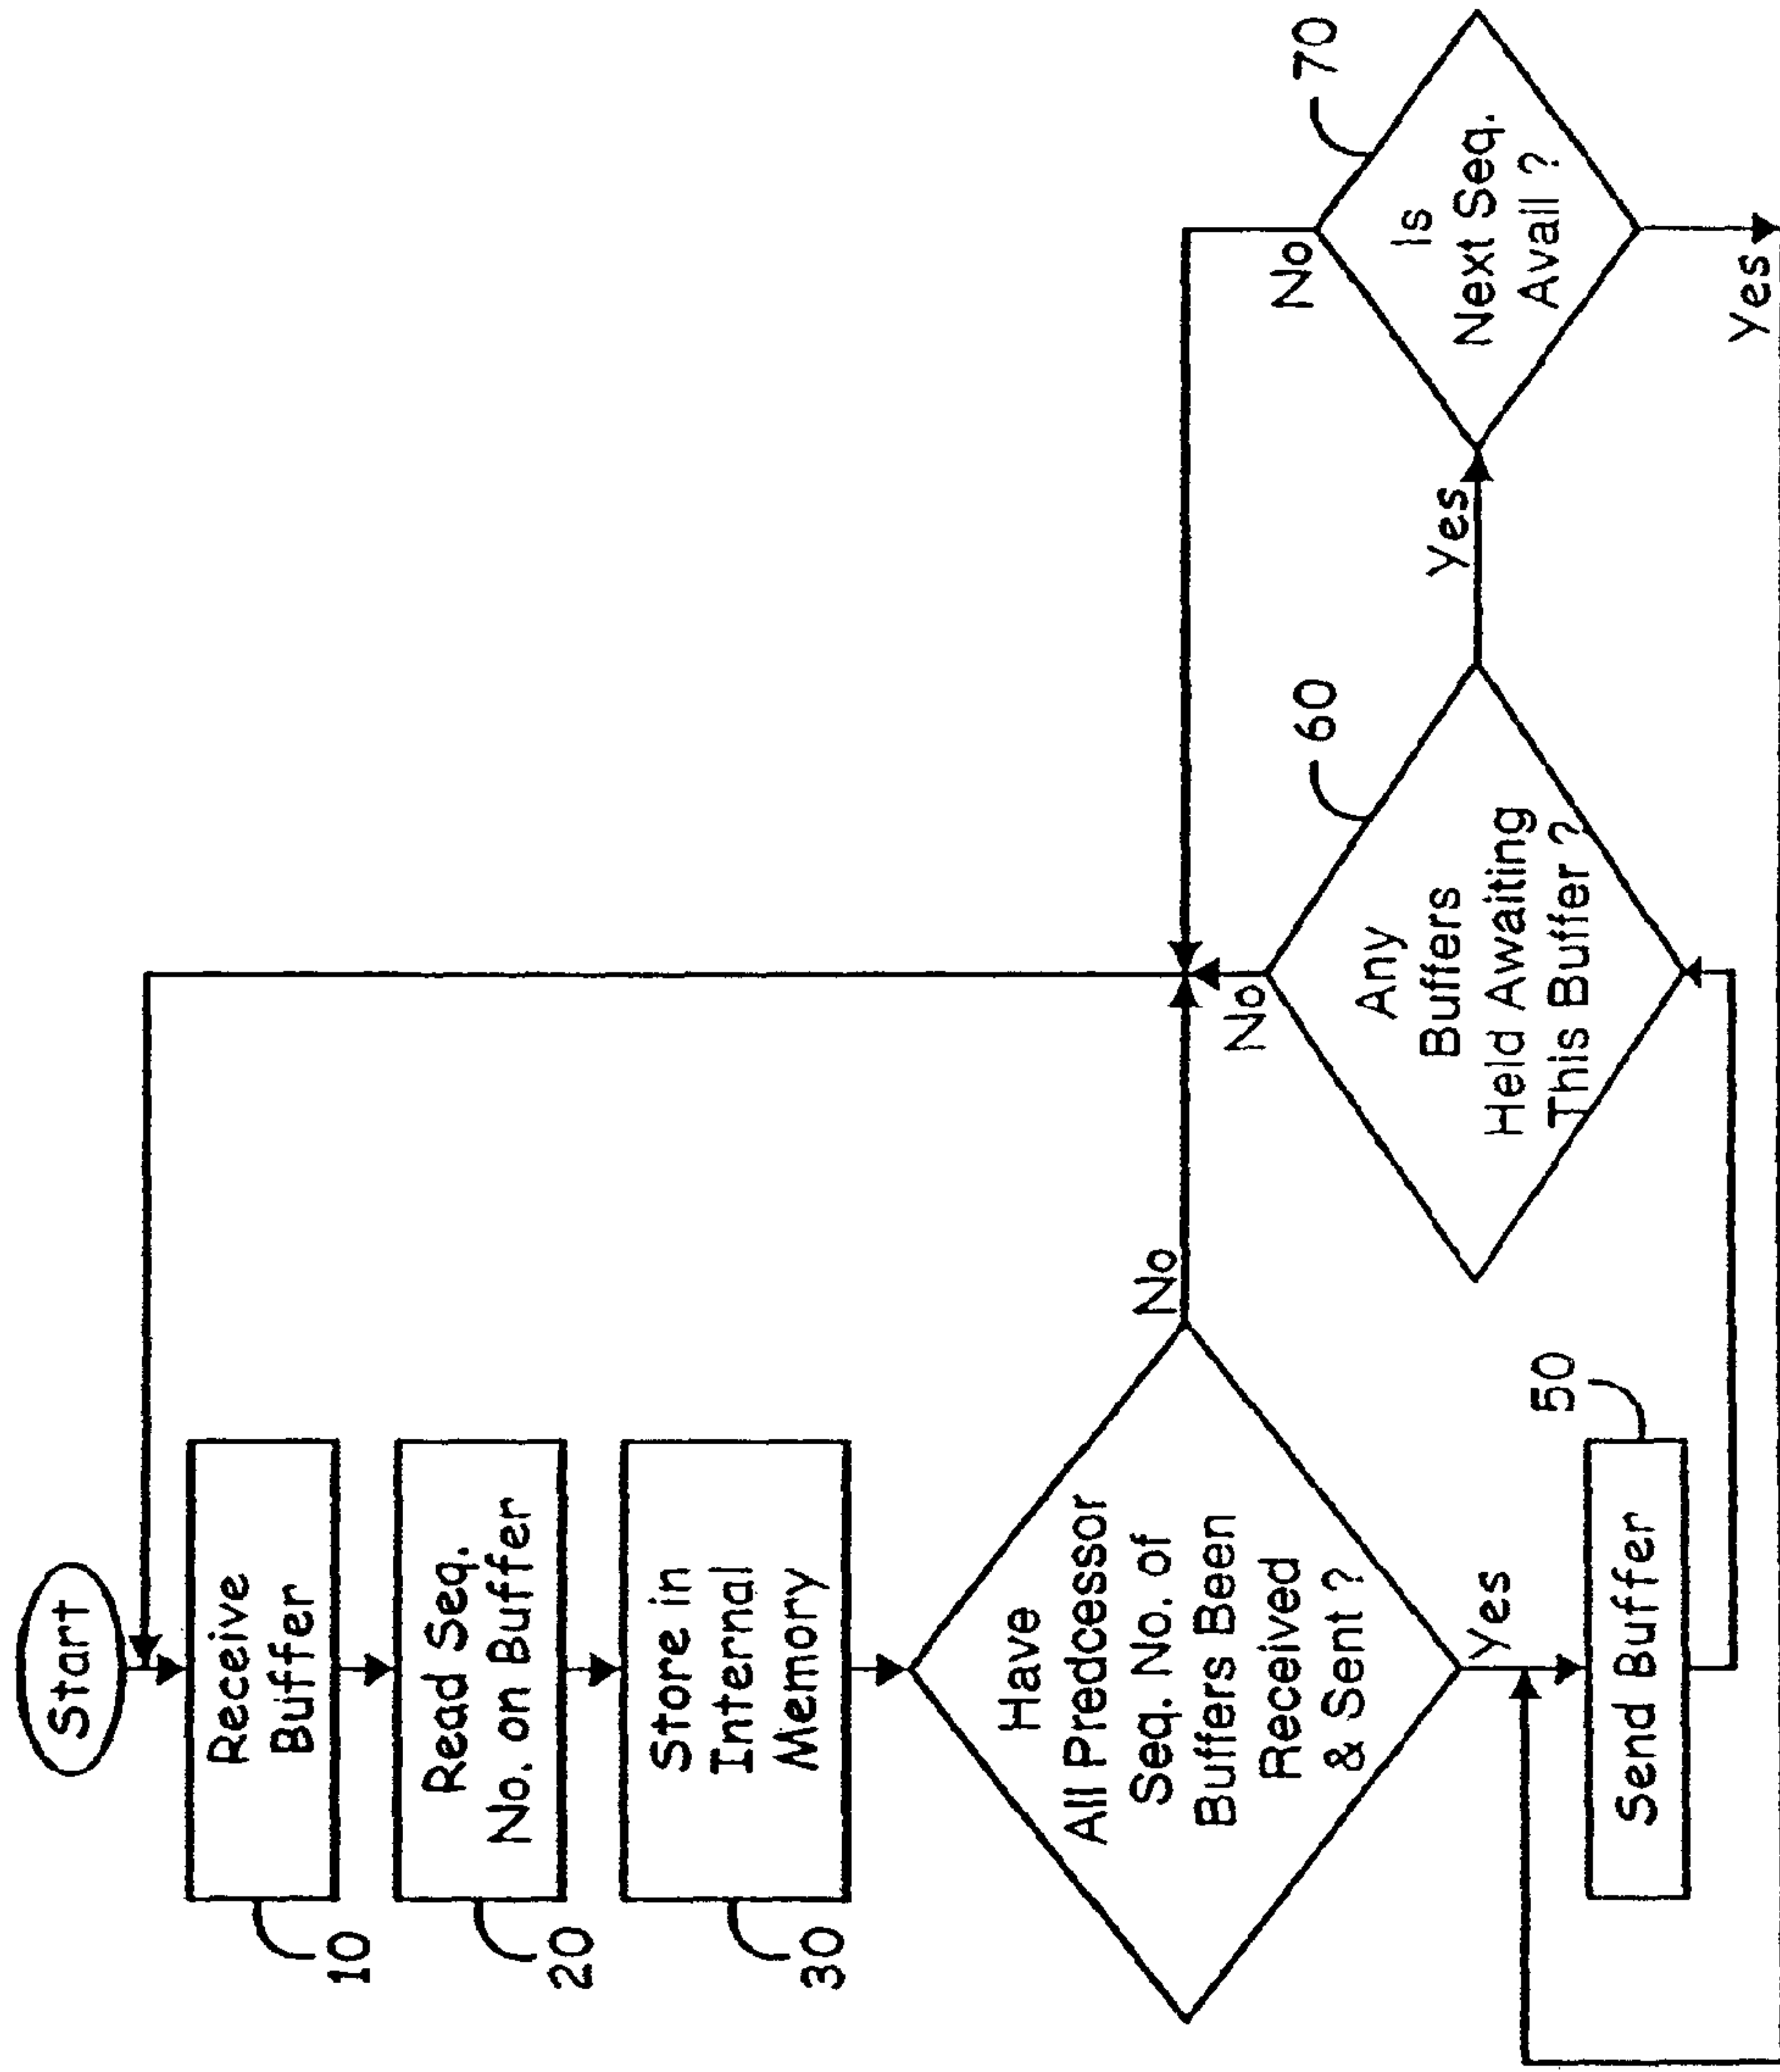 Start
Receive
Buffer
10
Read Seq.
No. on Buffer
20
Store in
Internal
Memory
30
Have
All Predcessor
Seq. No. of
Buffers Been
Received
& Sent ?
No
Yes
Send Buffer
50
Any
Buffers
Held Awaiting
This Buffer ?
60
No
Yes
Is
Next Seq.
Avail ?
70
No
Yes